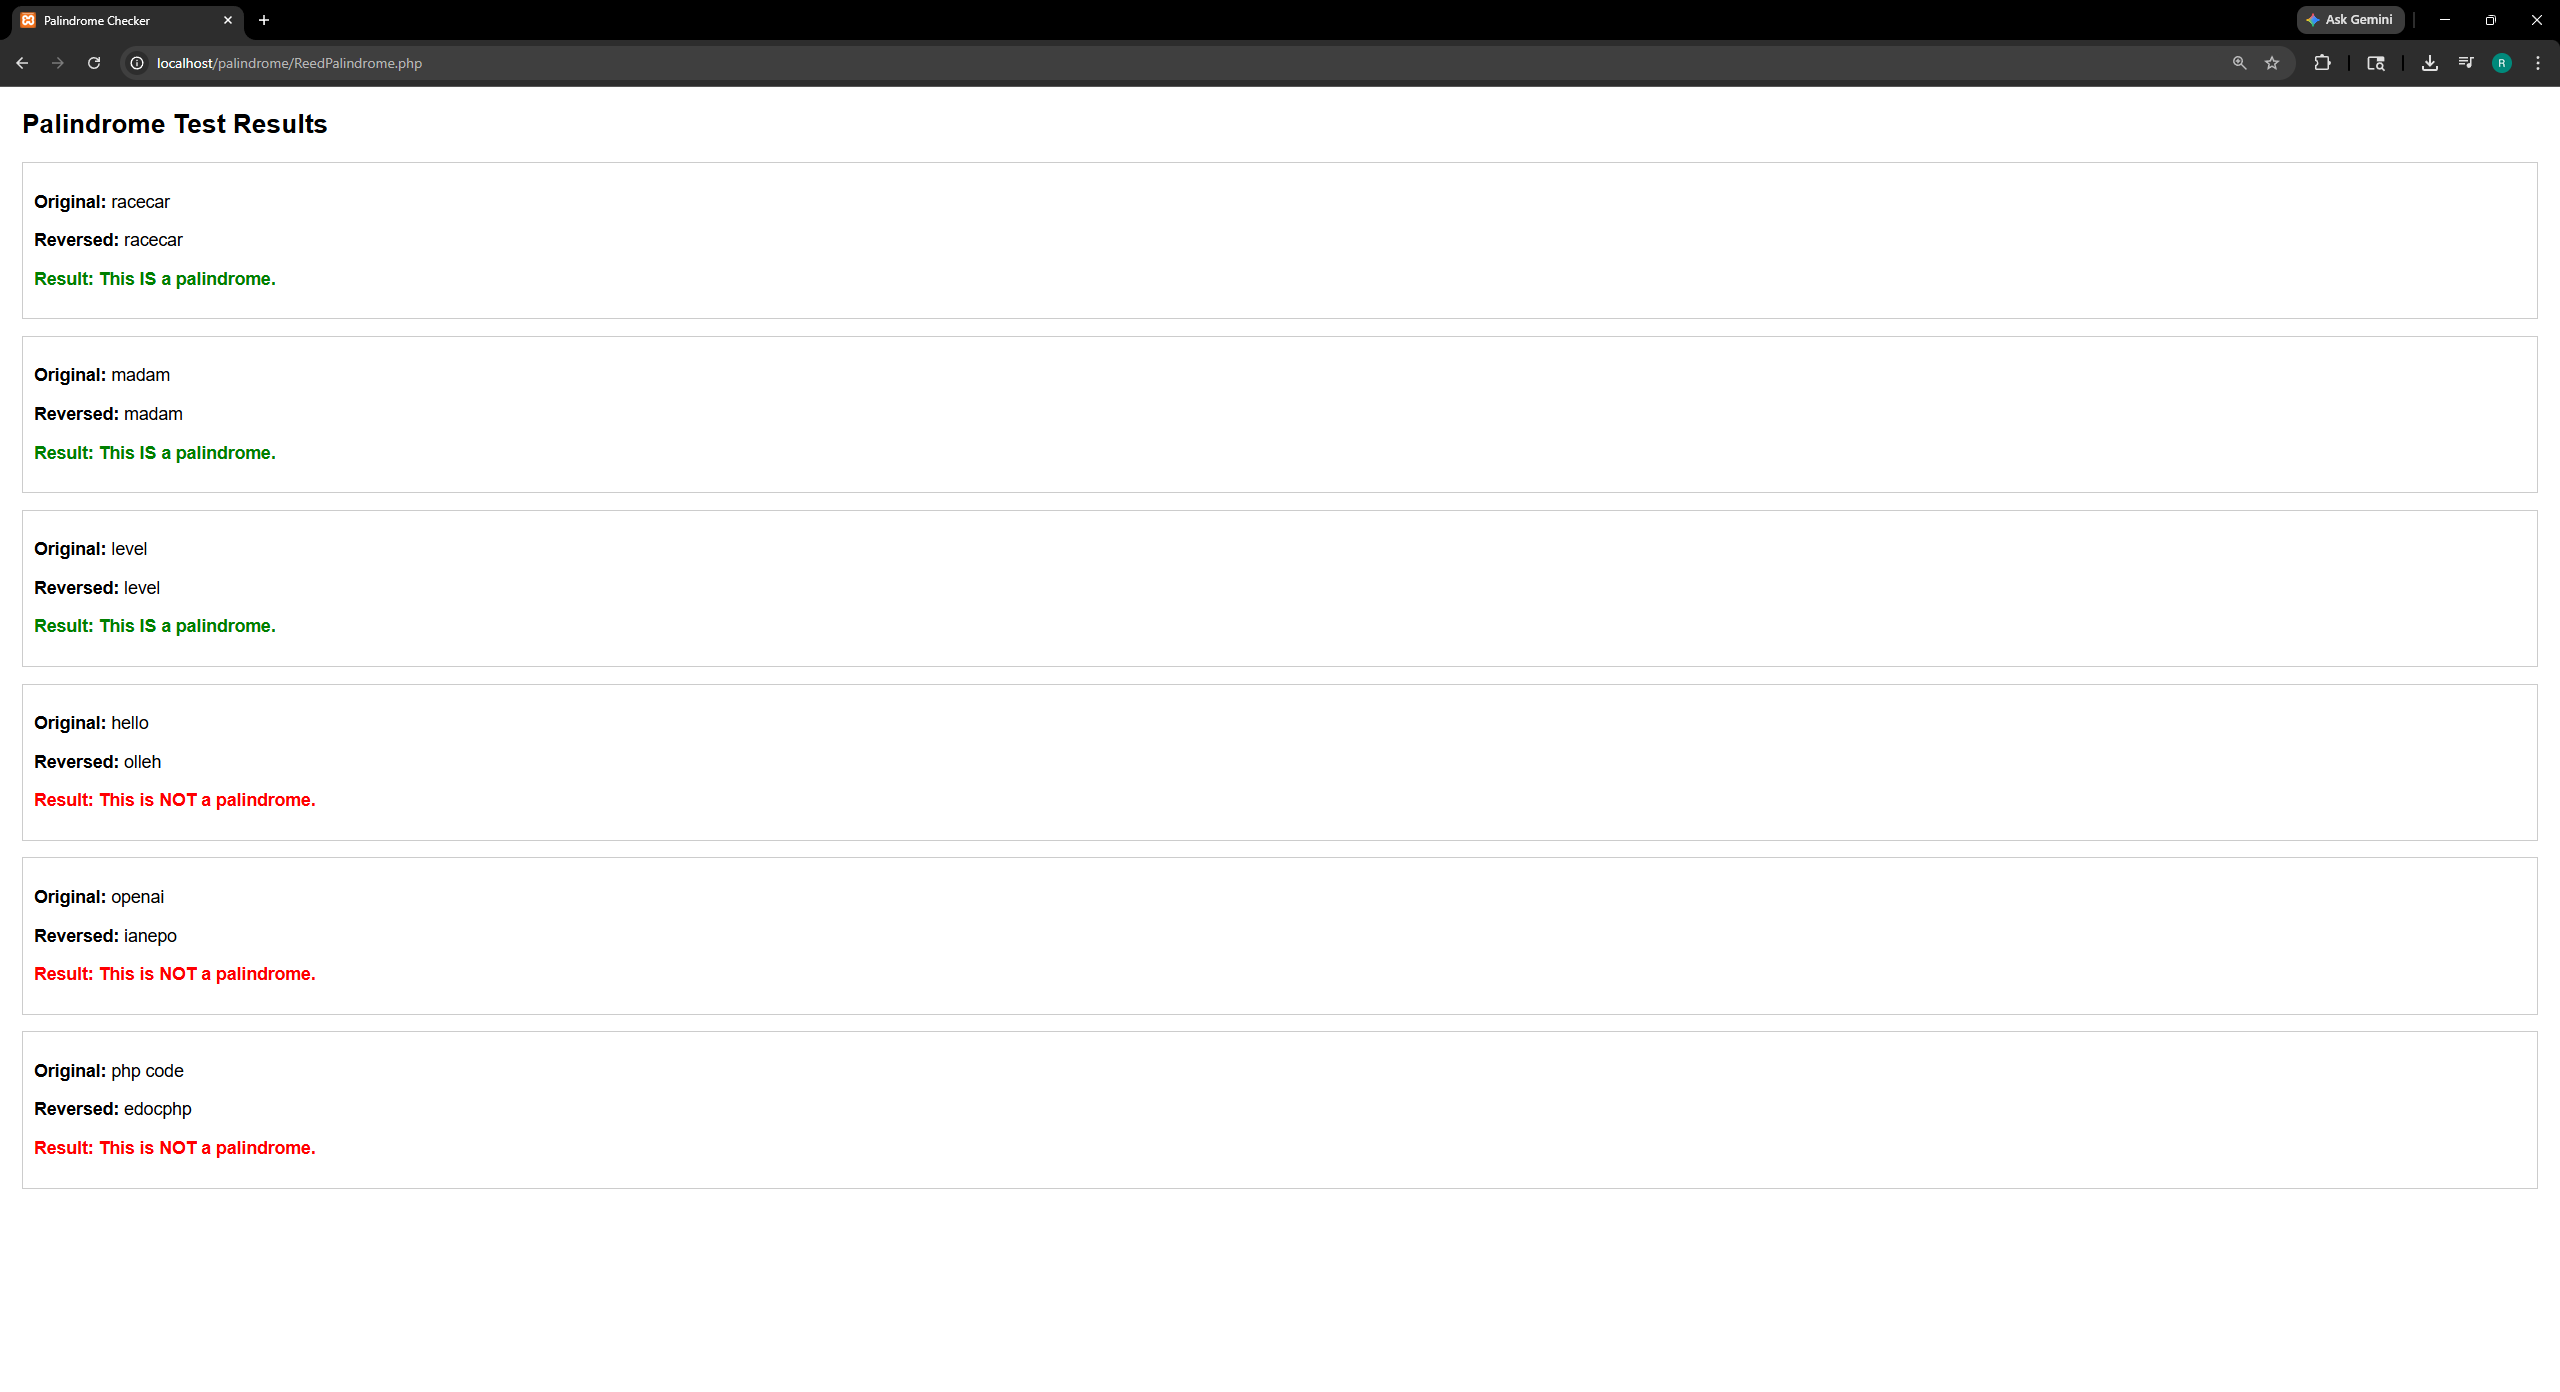 Palindrome Checker
Ask Gemini
localhost/palindrome/ReedPalindrome.php
R
Palindrome Test Results
Original: racecar
Reversed: racecar
Result: This IS a palindrome.
Original: madam
Reversed: madam
Result: This IS a palindrome.
Original: level
Reversed: level
Result: This IS a palindrome.
Original: hello
Reversed: olleh
Result: This is NOT a palindrome.
Original: openai
Reversed: ianepo
Result: This is NOT a palindrome.
Original: php code
Reversed: edocphp
Result: This is NOT a palindrome.